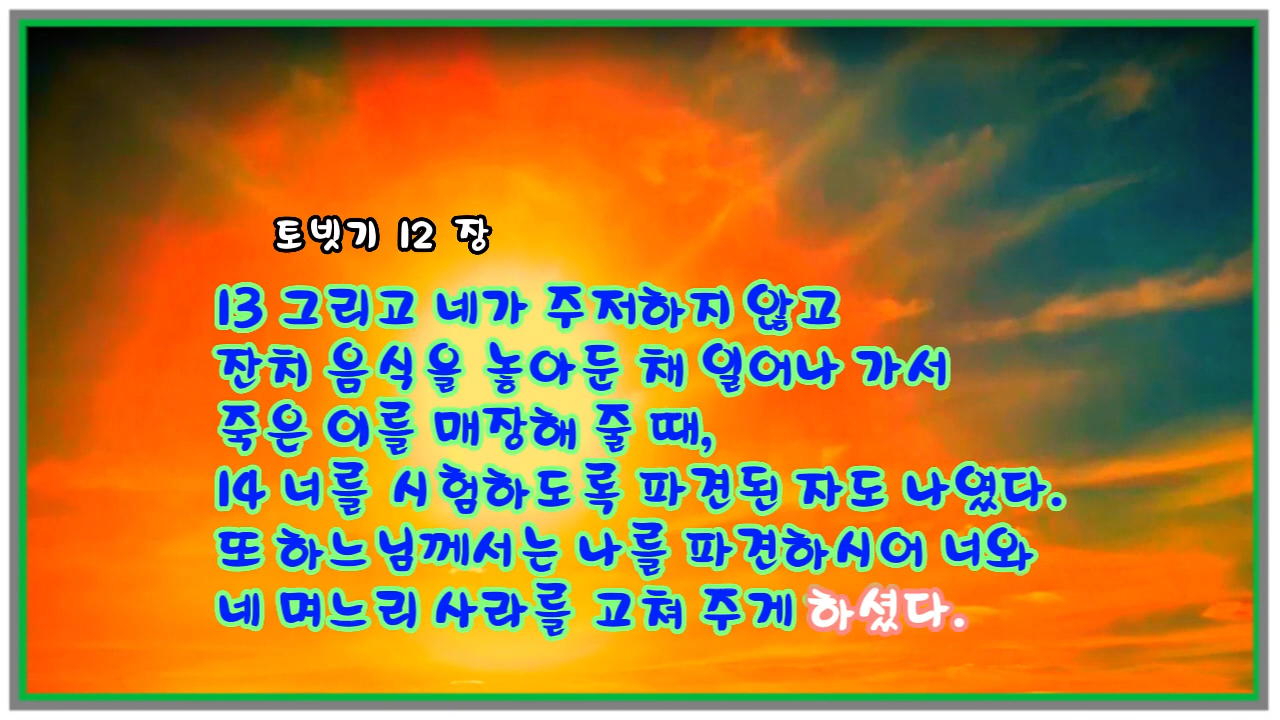 토빗기 12 장
13 그리고 네가 주저하지 않고
잔치 음식을 놓아둔 채 일어나 가서
죽은 이를 매장해 줄 때,
14 너를 시험하도록 파견된 자도 나였다.
또 하느님께서는 나를 파견하시어 너와
네 며느리 사라를 고쳐 주게 하셨다.